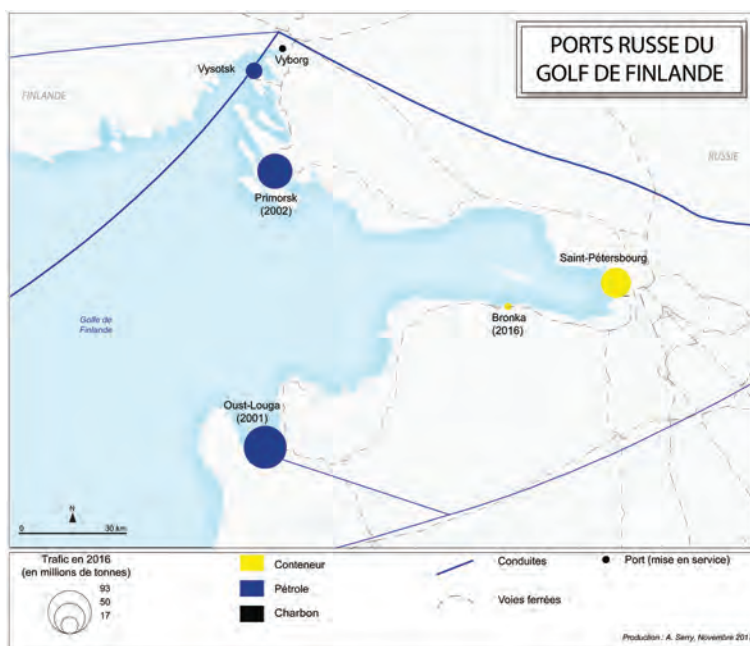 PORTS RUSSE DU
GOLF DE FINLANDE
Vyborg
Vysotsk
FINLANDE
RUSSIE
Primorsk
(2002)
Saint-Pétersbourg
Bronka
(2016)
Golfe de
Finlande
Oust-Louga
(2001)
N
0 30 km
Trafic en 2016
(en millions de tonnes)
93
50
17
Conteneur
Pétrole
Charbon
Conduites
Voies ferrées
Port (mise en service)
Production : A. Serry, Novembre